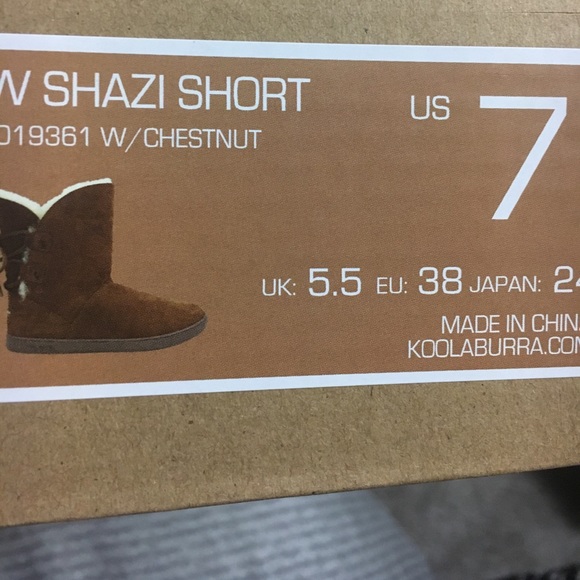 W SHAZI SHORT
019361 W/CHESTNUT
US 7
UK: 5.5 EU: 38 JAPAN: 24
MADE IN CHINA
KOOLABURRA.COM